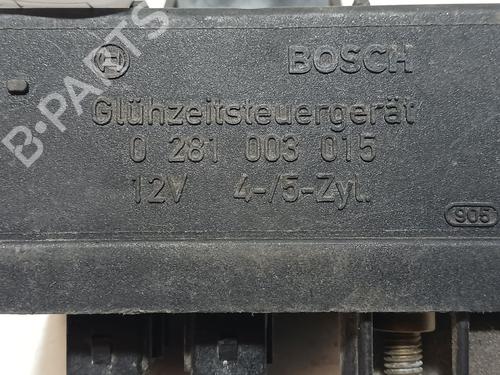 BOSCH
Glühzeitsteuergerät
0 281 003 015
12V 4-/5-Zyl.
905
B-PARTS